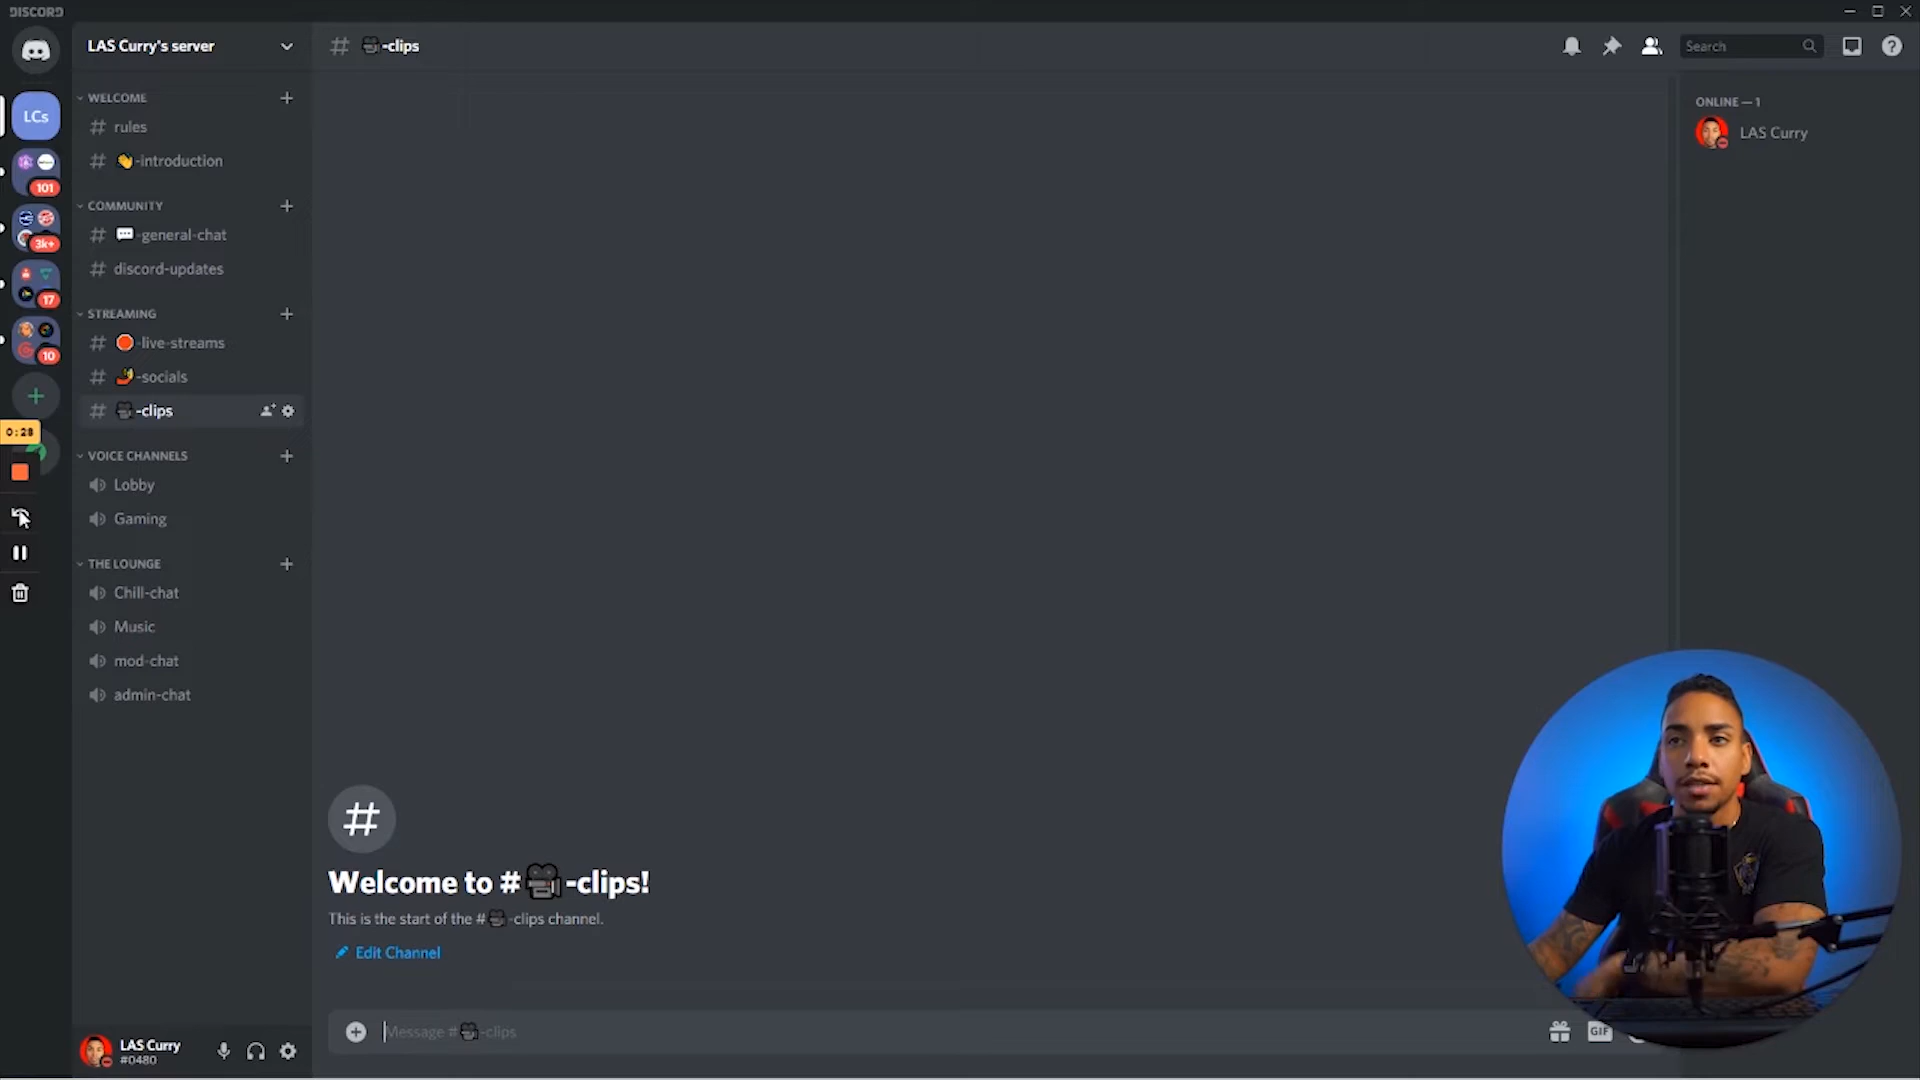 DISCORD
LAS Curry's server
WELCOME
rules
-introduction
COMMUNITY
-general-chat
discord-updates
STREAMING
-live-streams
-socials
-clips
VOICE CHANNELS
Lobby
Gaming
THE LOUNGE
Chill-chat
Music
mod-chat
admin-chat
LCs
101
3k+
17
10
0:28
LAS Curry
#0480
# -clips
Search
Welcome to # -clips!
This is the start of the # -clips channel.
Edit Channel
Message # -clips
GIF
ONLINE — 1
LAS Curry